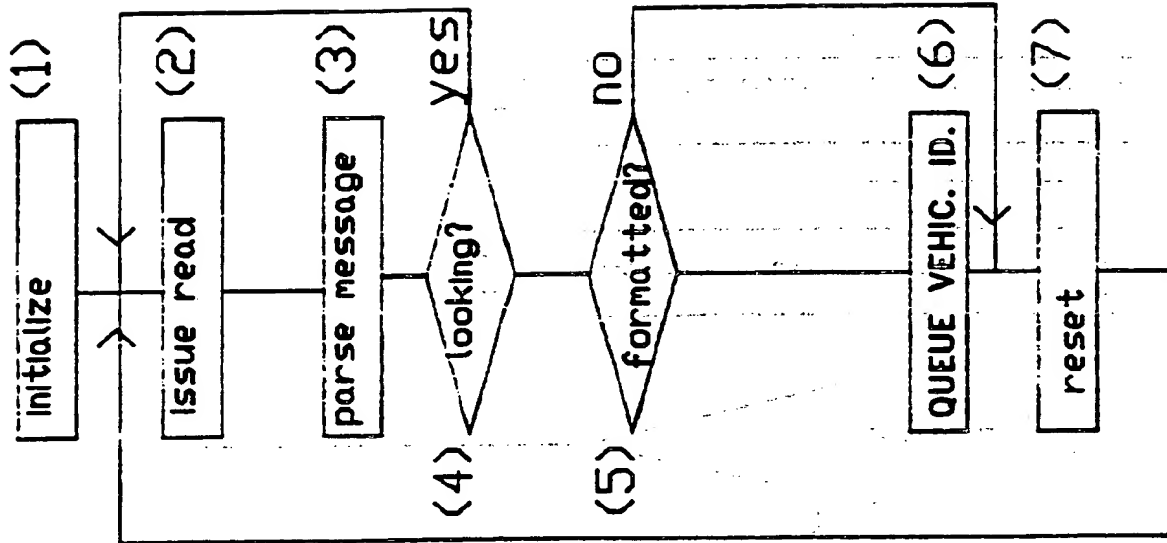 initialize (1)
issue read (2)
parse message (3)
(4) looking? yes
(5) formatted? no
QUEUE VEHIC. ID. (6)
reset (7)